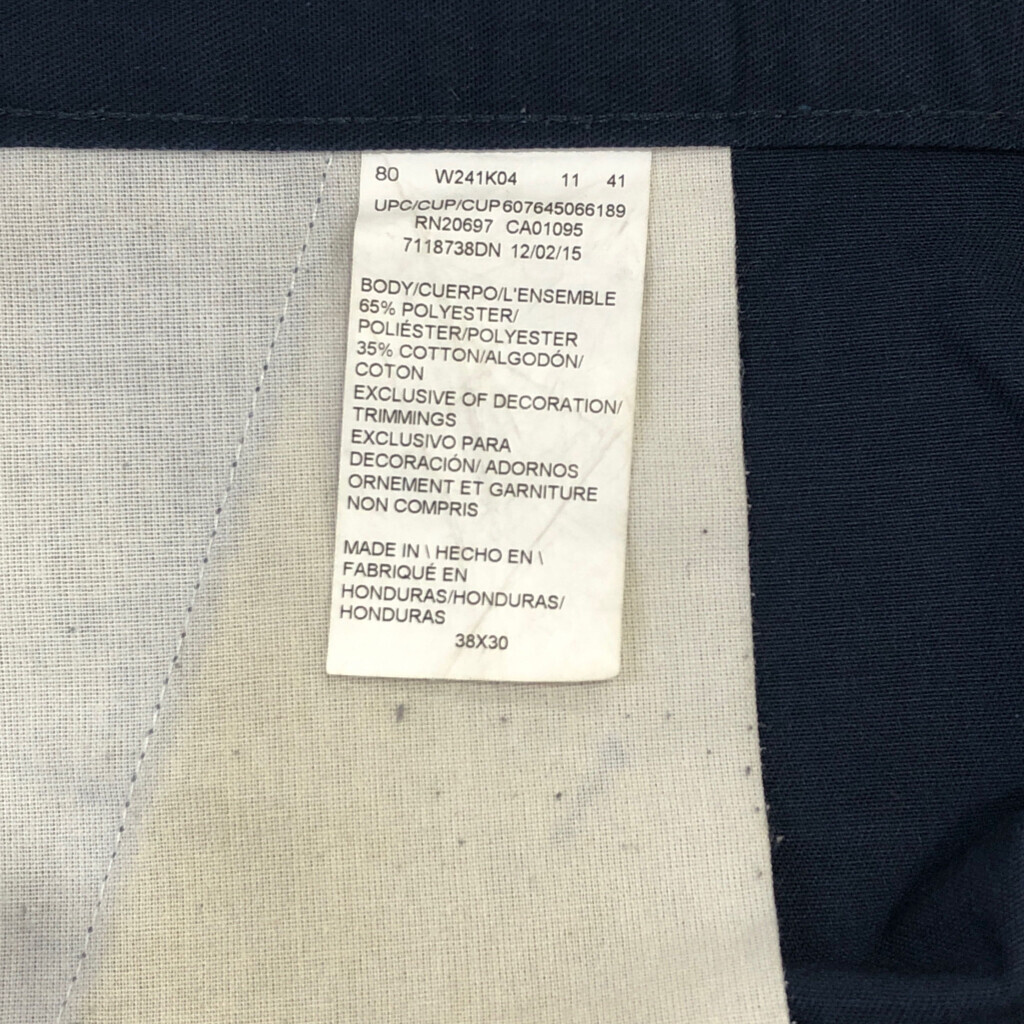 80 W241K04 11 41
UPC/CUP/CUP607645066189
RN20697 CA01095
7118738DN 12/02/15
BODY/CUERPO/L'ENSEMBLE
65% POLYESTER/
POLIÉSTER/POLYESTER
35% COTTON/ALGODÓN/
COTON
EXCLUSIVE OF DECORATION/
TRIMMINGS
EXCLUSIVO PARA
DECORACIÓN/ ADORNOS
ORNEMENT ET GARNITURE
NON COMPRIS
MADE IN \ HECHO EN \
FABRIQUÉ EN
HONDURAS/HONDURAS/
HONDURAS
38X30